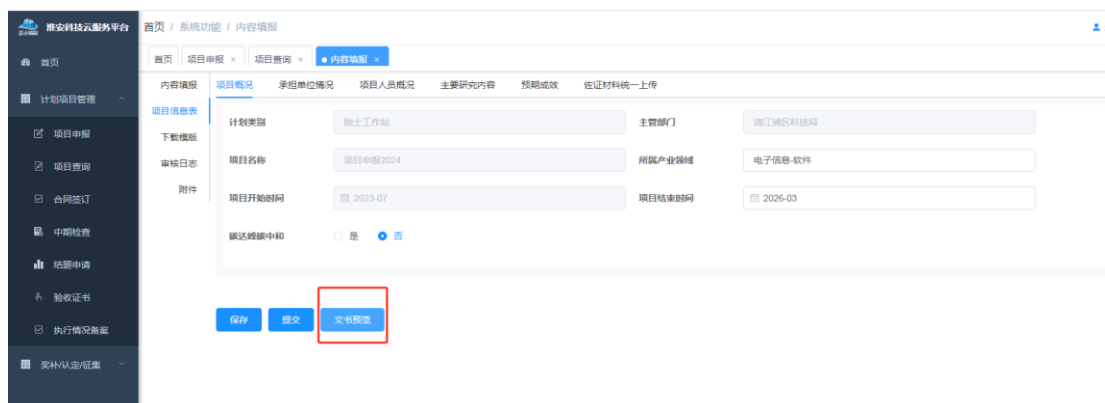 淮安科技云服务平台
首页 / 系统功能 / 内容填报
首页 项目申报 × 项目查询 × 内容填报 ×
首页
计划项目管理
项目申报
项目查询
合同签订
中期检查
结题申请
验收证书
执行情况备案
奖补/认定/征集
内容填报
项目信息表
下载模版
审核日志
附件
项目概况 承担单位情况 项目人员概况 主要研究内容 预期成效 佐证材料统一上传
计划类别 院士工作站 主管部门 清江浦区科技局
项目名称 项目申报2024 所属产业领域 电子信息-软件
项目开始时间 2023-07 项目结束时间 2026-03
碳达峰碳中和 是 否
保存 提交 文书预览